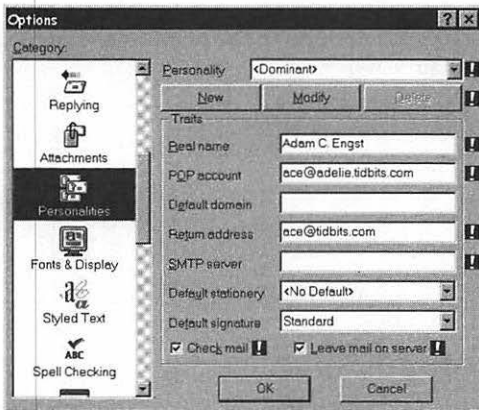 Options
Category:
Replying
Attachments
Personalities
Fonts & Display
Styled Text
ABC
Spell Checking
Personality <Dominant>
New Modify Delete
Traits
Real name Adam C. Engst
POP account ace@adelie.tidbits.com
Default domain
Return address ace@tidbits.com
SMTP server
Default stationery <No Default>
Default signature Standard
Check mail Leave mail on server
OK Cancel